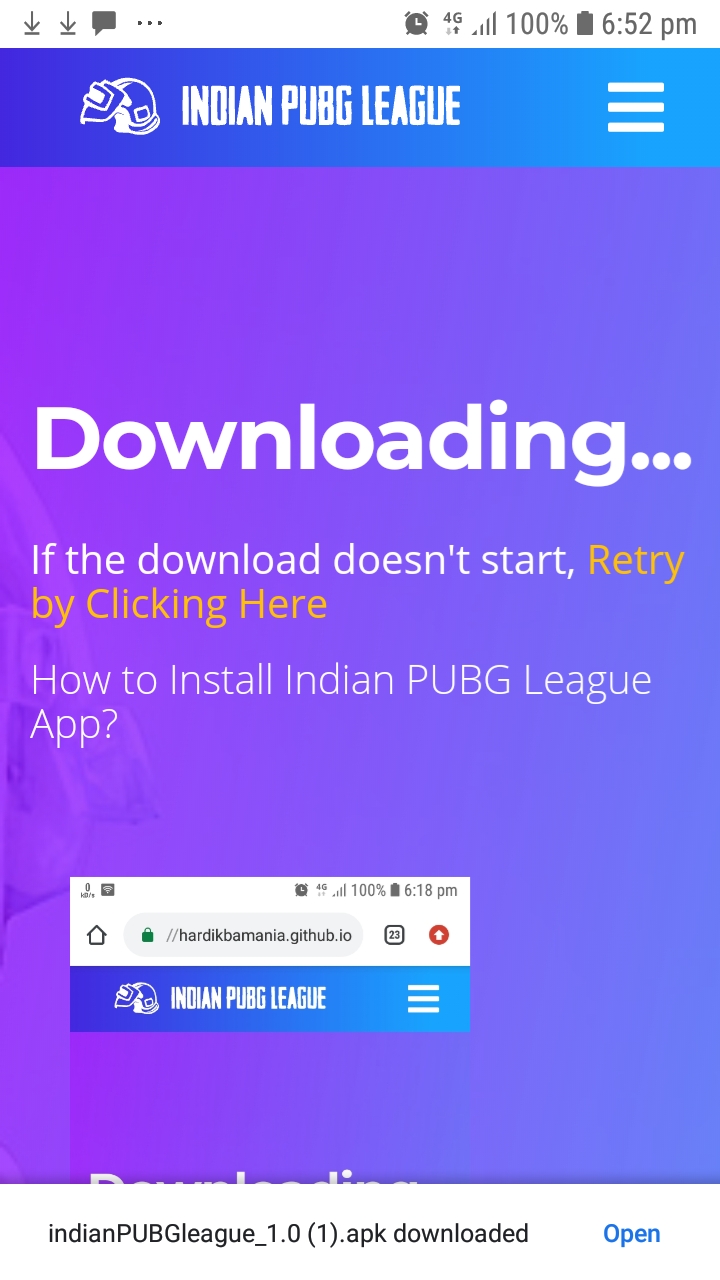 4G 100% 6:52 pm
INDIAN PUBG LEAGUE
Downloading...
If the download doesn't start, Retry
by Clicking Here
How to Install Indian PUBG League
App?
0
kB/s
4G 100% 6:18 pm
//hardikbamania.github.io 23
INDIAN PUBG LEAGUE
Downloading
indianPUBGleague_1.0 (1).apk downloaded Open